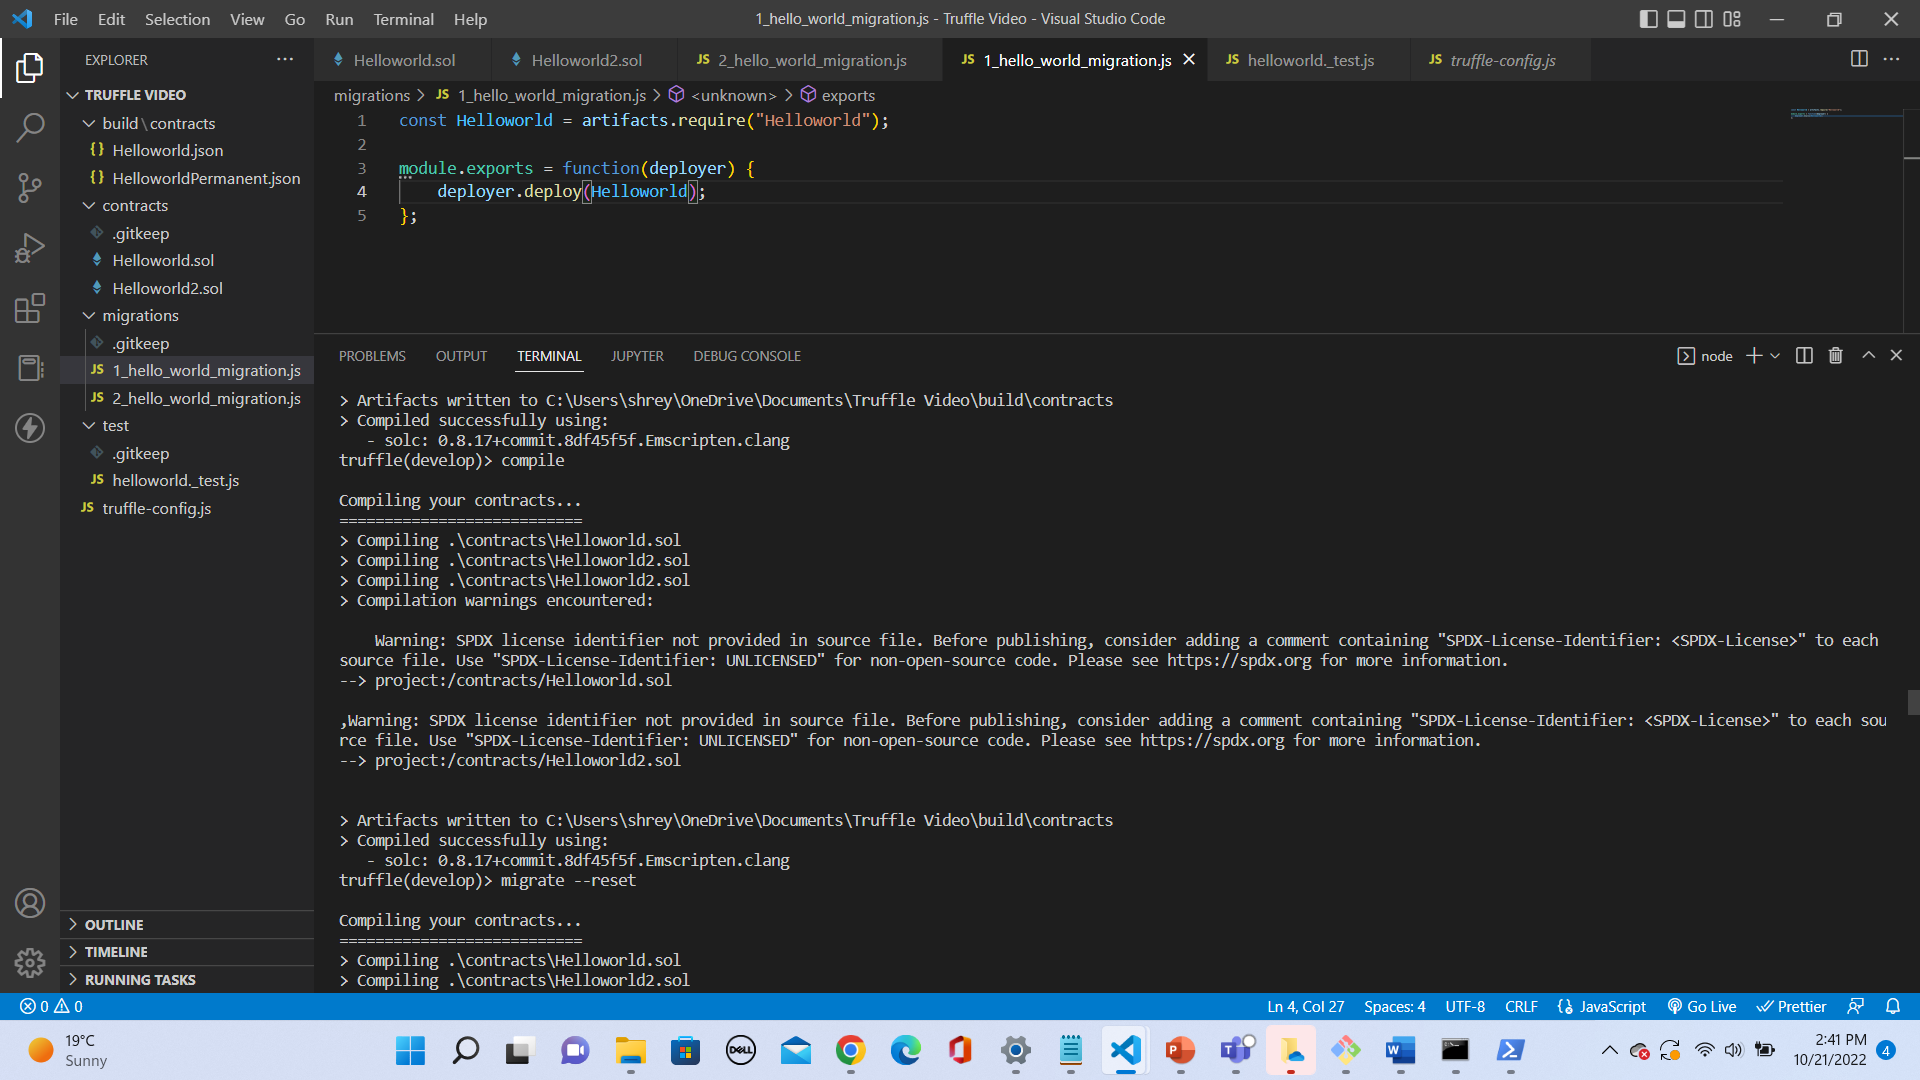 File Edit Selection View Go Run Terminal Help
1_hello_world_migration.js - Truffle Video - Visual Studio Code
EXPLORER
Helloworld.sol
Helloworld2.sol
JS 2_hello_world_migration.js
JS 1_hello_world_migration.js
JS helloworld._test.js
JS truffle-config.js
TRUFFLE VIDEO
build\contracts
{} Helloworld.json
{} HelloworldPermanent.json
contracts
.gitkeep
Helloworld.sol
Helloworld2.sol
migrations
.gitkeep
JS 1_hello_world_migration.js
JS 2_hello_world_migration.js
test
.gitkeep
JS helloworld._test.js
JS truffle-config.js
OUTLINE
TIMELINE
RUNNING TASKS
migrations > JS 1_hello_world_migration.js > <unknown> > exports
1 const Helloworld = artifacts.require("Helloworld");
2
3 module.exports = function(deployer) {
4 deployer.deploy(Helloworld);
5 };
PROBLEMS OUTPUT TERMINAL JUPYTER DEBUG CONSOLE
node
> Artifacts written to C:\Users\shrey\OneDrive\Documents\Truffle Video\build\contracts
> Compiled successfully using:
- solc: 0.8.17+commit.8df45f5f.Emscripten.clang
truffle(develop)> compile
Compiling your contracts...
===========================
> Compiling .\contracts\Helloworld.sol
> Compiling .\contracts\Helloworld2.sol
> Compiling .\contracts\Helloworld2.sol
> Compilation warnings encountered:
Warning: SPDX license identifier not provided in source file. Before publishing, consider adding a comment containing "SPDX-License-Identifier: <SPDX-License>" to each
source file. Use "SPDX-License-Identifier: UNLICENSED" for non-open-source code. Please see https://spdx.org for more information.
--> project:/contracts/Helloworld.sol
,Warning: SPDX license identifier not provided in source file. Before publishing, consider adding a comment containing "SPDX-License-Identifier: <SPDX-License>" to each sou
rce file. Use "SPDX-License-Identifier: UNLICENSED" for non-open-source code. Please see https://spdx.org for more information.
--> project:/contracts/Helloworld2.sol
> Artifacts written to C:\Users\shrey\OneDrive\Documents\Truffle Video\build\contracts
> Compiled successfully using:
- solc: 0.8.17+commit.8df45f5f.Emscripten.clang
truffle(develop)> migrate --reset
Compiling your contracts...
===========================
> Compiling .\contracts\Helloworld.sol
> Compiling .\contracts\Helloworld2.sol
0 0
Ln 4, Col 27 Spaces: 4 UTF-8 CRLF {} JavaScript Go Live Prettier
19°C
Sunny
DELL
2:41 PM
10/21/2022
4